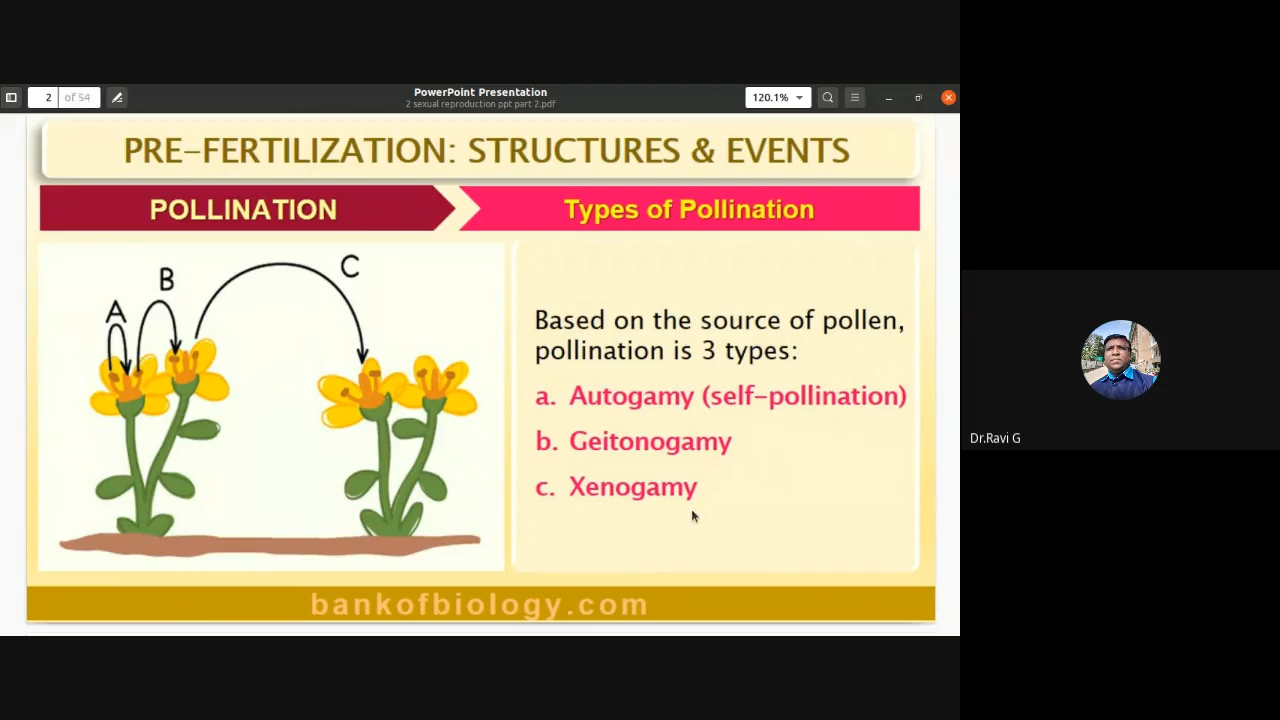 2 of 54
PowerPoint Presentation
2 sexual reproduction ppt part 2.pdf
120.1%
PRE-FERTILIZATION: STRUCTURES & EVENTS
POLLINATION
Types of Pollination
A
B
C
Based on the source of pollen,
pollination is 3 types:
a. Autogamy (self-pollination)
b. Geitonogamy
c. Xenogamy
bankofbiology.com
Dr.Ravi G